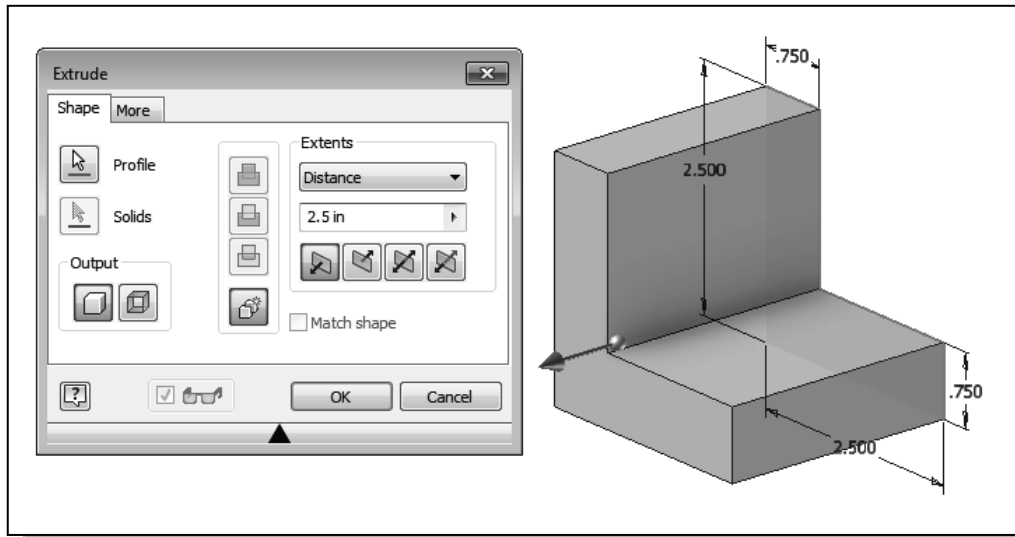 Extrude
Shape More
Profile
Solids
Output
Extents
Distance
2.5 in
Match shape
?
OK Cancel
.750
2.500
.750
2.500